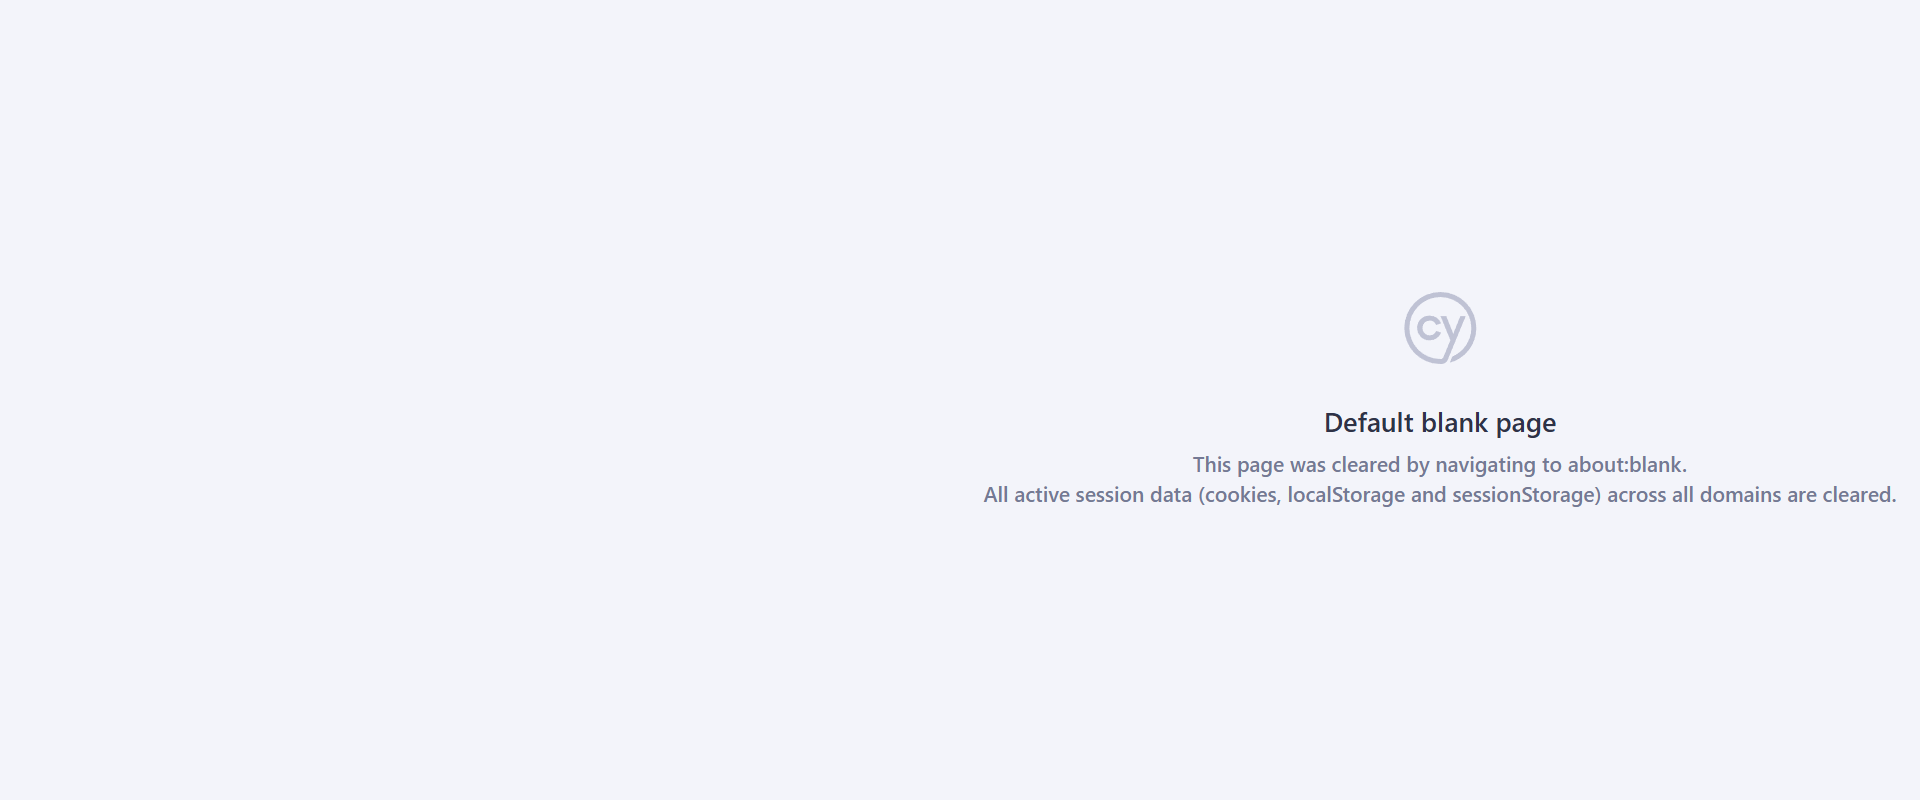 cy
Default blank page
This page was cleared by navigating to about:blank.
All active session data (cookies, localStorage and sessionStorage) across all domains are cleared.